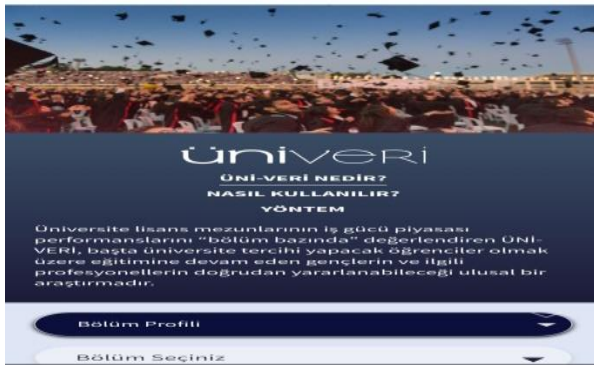 üniveri
ÜNİ-VERİ NEDİR?
NASIL KULLANILIR?
YÖNTEM
Üniversite lisans mezunlarının iş gücü piyasası
performanslarını "bölüm bazında" değerlendiren ÜNİ-
VERİ, başta üniversite tercihi yapacak öğrenciler olmak
üzere eğitimine devam eden gençlerin ve ilgili
profesyonellerin doğrudan yararlanabileceği ulusal bir
araştırmadır.
Bölüm Profili
Bölüm Seçiniz